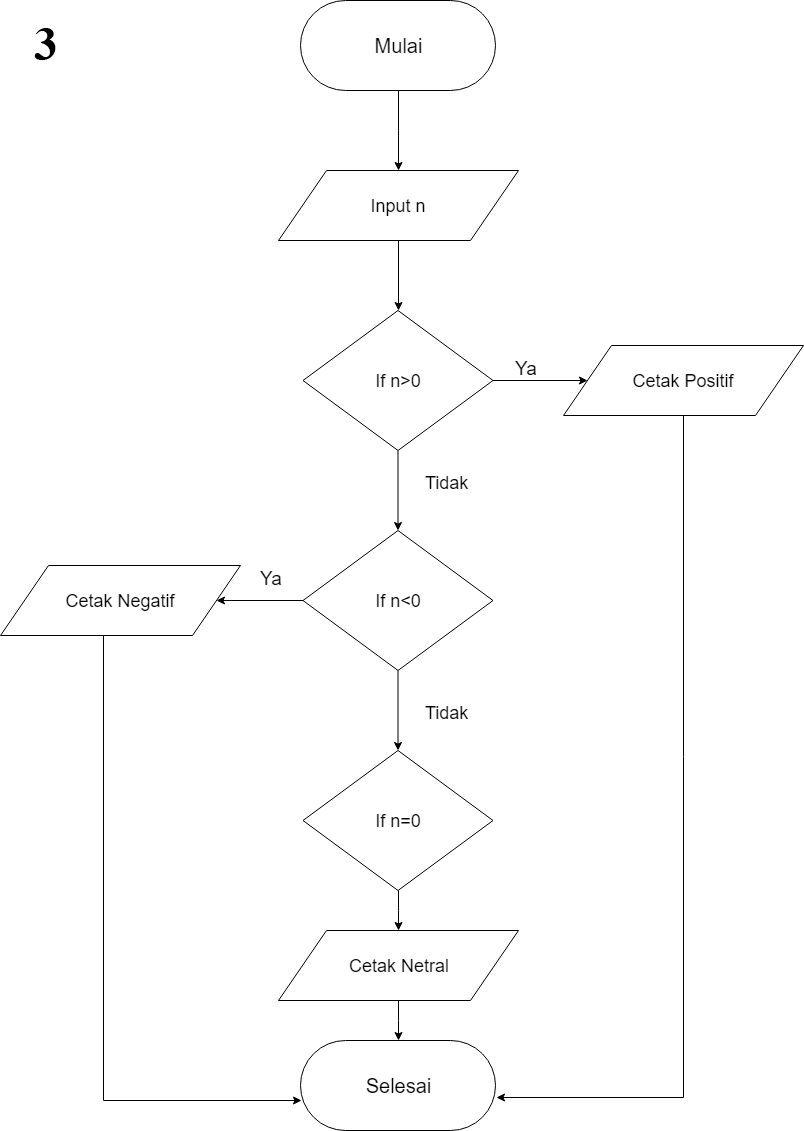 3
Mulai
Input n
If n>0
Ya
Cetak Positif
Tidak
If n<0
Ya
Cetak Negatif
Tidak
If n=0
Cetak Netral
Selesai